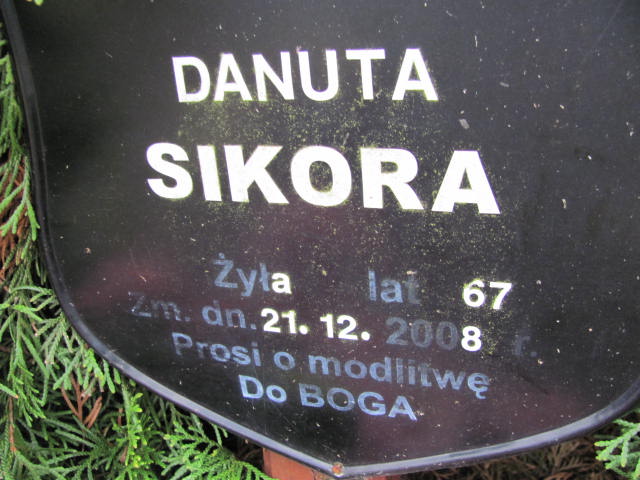 DANUTA
SIKORA
Żyła lat 67
Zm. dn. 21. 12. 2008 r.
Prosi o modlitwę
Do BOGA